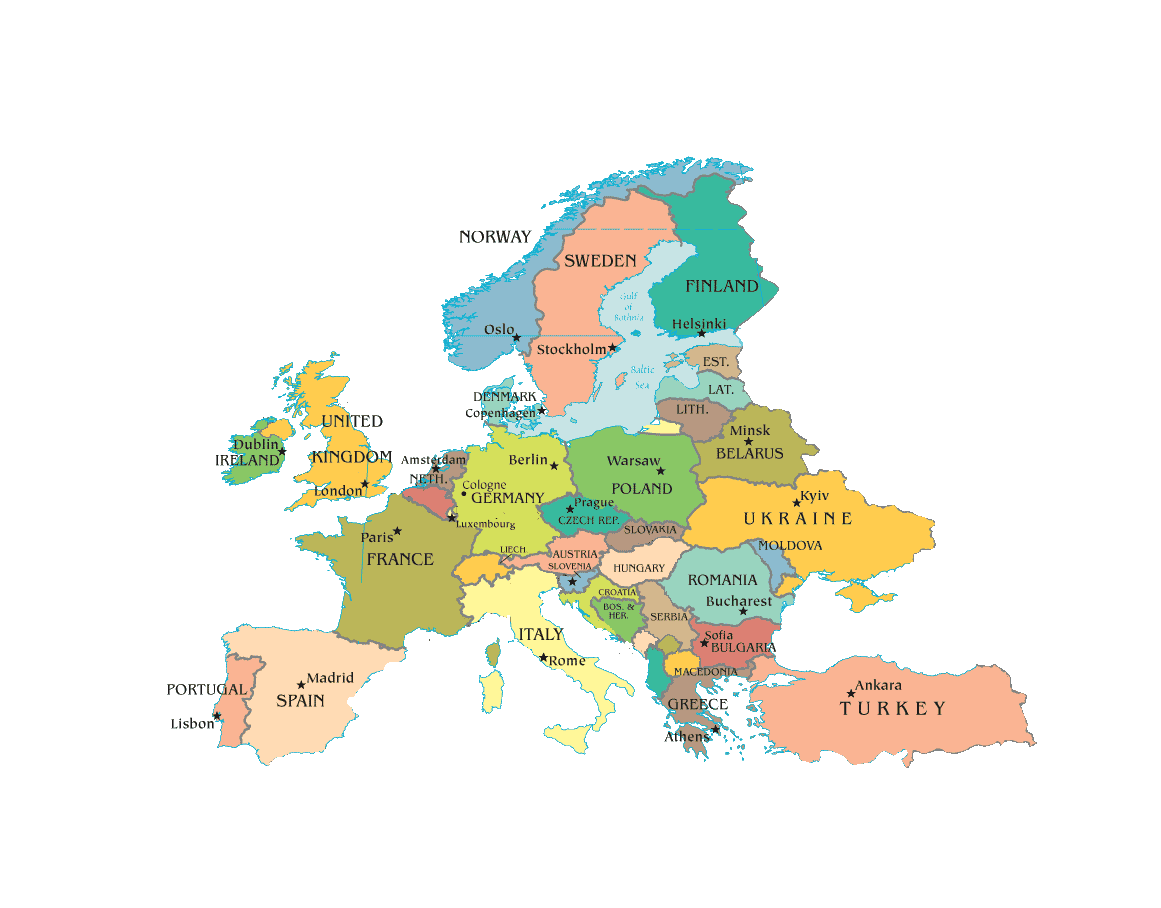 NORWAY
SWEDEN
FINLAND
Gulf
of
Bothnia
Helsinki
Oslo
Stockholm
EST.
Baltic
Sea
LAT.
DENMARK
Copenhagen
LITH.
UNITED
KINGDOM
Minsk
BELARUS
Dublin
IRELAND
London
Amsterdam
NETH.
Berlin
Cologne
GERMANY
Warsaw
POLAND
Kyiv
UKRAINE
Prague
CZECH REP.
Luxembourg
SLOVAKIA
Paris
FRANCE
LIECH.
AUSTRIA
SLOVENIA
HUNGARY
MOLDOVA
ROMANIA
Bucharest
CROATIA
BOS. &
HER.
SERBIA
ITALY
Rome
Sofia
BULGARIA
MACEDONIA
Madrid
SPAIN
PORTUGAL
Lisbon
GREECE
Athens
Ankara
TURKEY